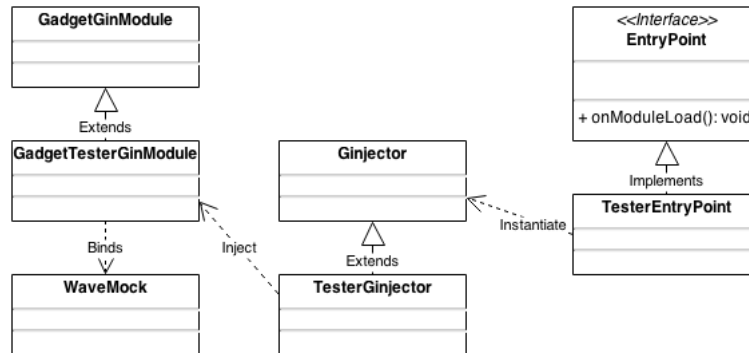 GadgetGinModule
<<Interface>>
EntryPoint
+ onModuleLoad(): void
Extends
GadgetTesterGinModule
Ginjector
Implements
TesterEntryPoint
Instantiate
Binds
Inject
Extends
WaveMock
TesterGinjector